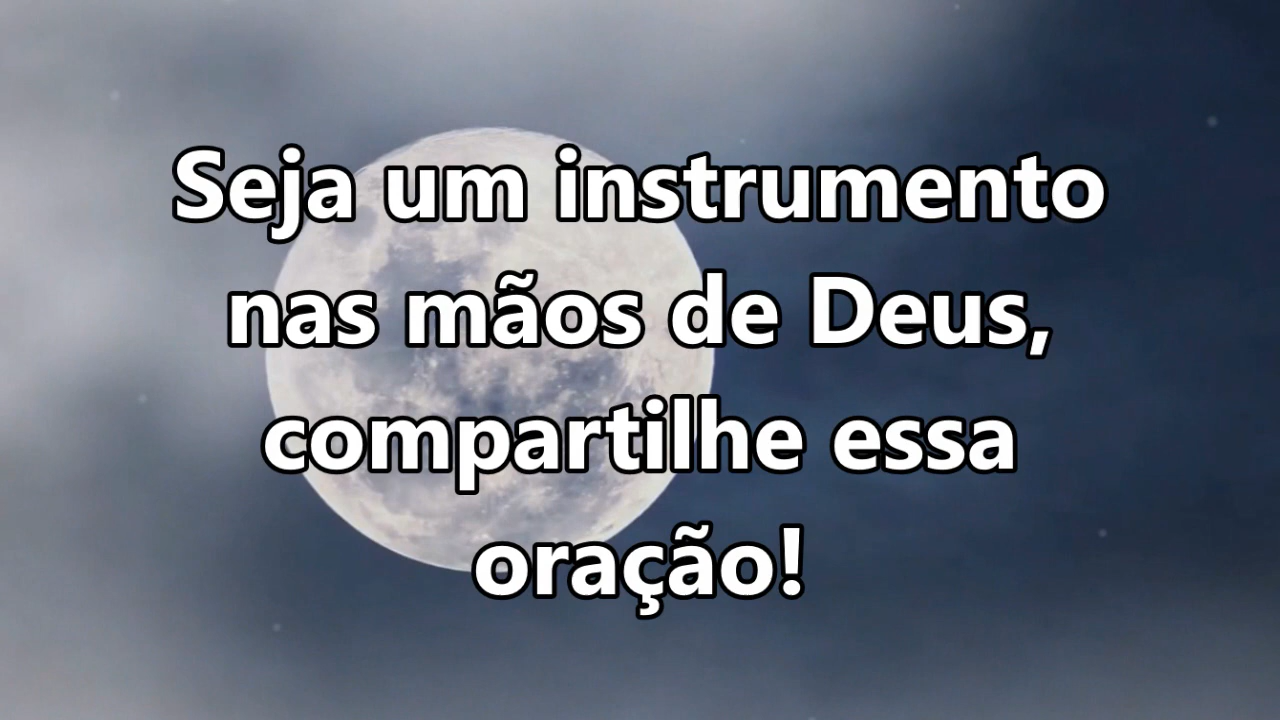 Seja um instrumento
nas mãos de Deus,
compartilhe essa
oração!